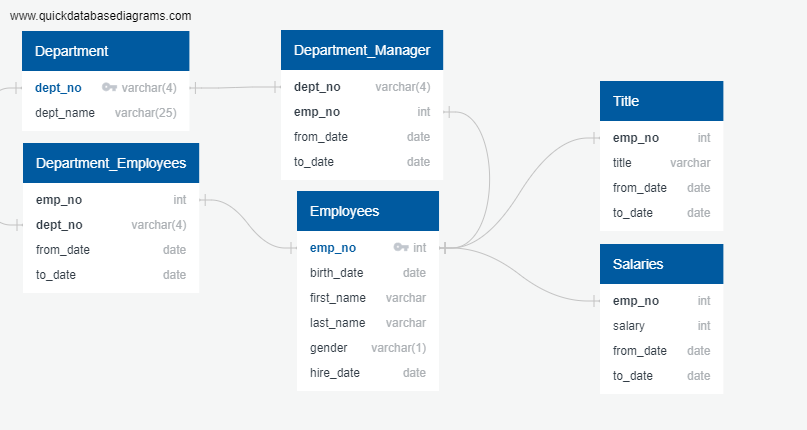 www.quickdatabasediagrams.com
Department
dept_no varchar(4)
dept_name varchar(25)
Department_Manager
dept_no varchar(4)
emp_no int
from_date date
to_date date
Department_Employees
emp_no int
dept_no varchar(4)
from_date date
to_date date
Employees
emp_no int
birth_date date
first_name varchar
last_name varchar
gender varchar(1)
hire_date date
Title
emp_no int
title varchar
from_date date
to_date date
Salaries
emp_no int
salary int
from_date date
to_date date